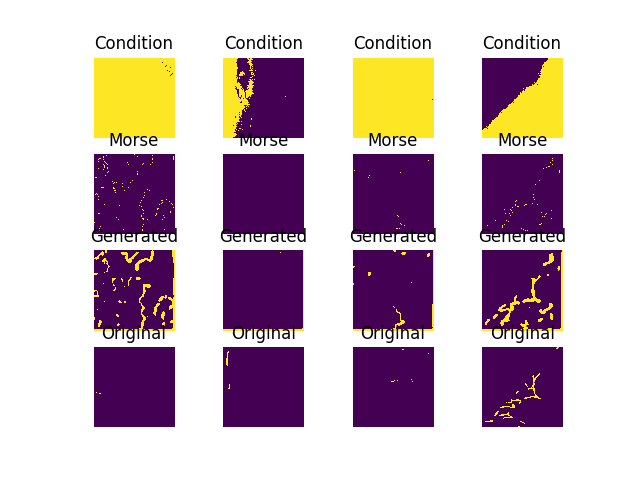 Condition Condition Condition Condition
Morse Morse Morse Morse
Generated Generated Generated Generated
Original Original Original Original